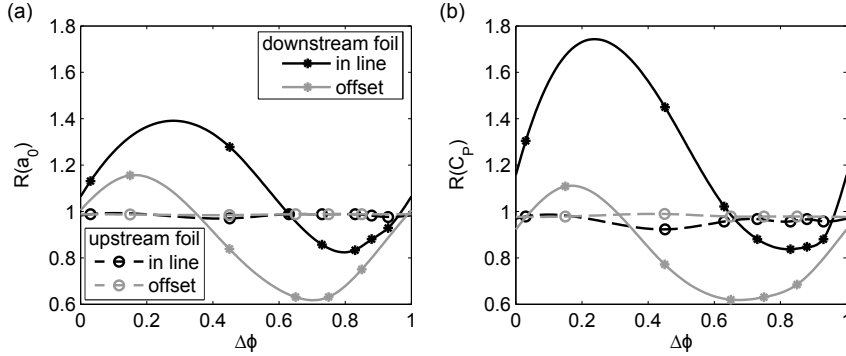 (a)
1.8
1.6
1.4
1.2
1
0.8
0.6
R(a₀)
downstream foil
in line
offset
upstream foil
in line
offset
0 0.2 0.4 0.6 0.8 1
Δϕ
(b)
1.8
1.6
1.4
1.2
1
0.8
0.6
R(C_P)
0 0.2 0.4 0.6 0.8 1
Δϕ